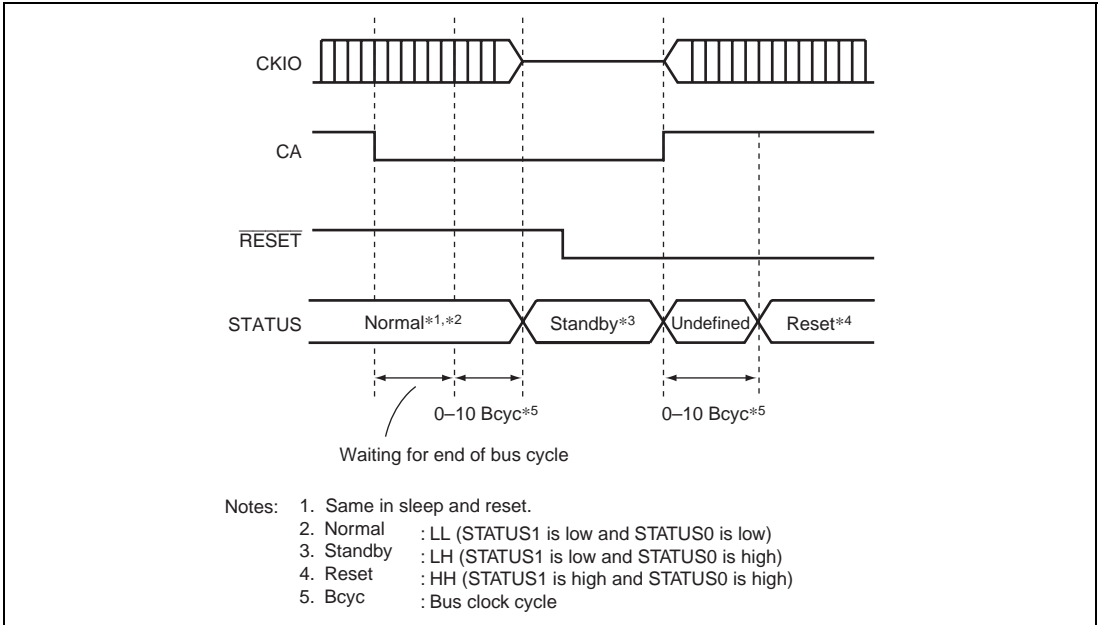 CKIO
CA
RESET
STATUS
Normal*1,*2 Standby*3 Undefined Reset*4
0–10 Bcyc*5 0–10 Bcyc*5
Waiting for end of bus cycle
Notes: 1. Same in sleep and reset.
2. Normal : LL (STATUS1 is low and STATUS0 is low)
3. Standby : LH (STATUS1 is low and STATUS0 is high)
4. Reset : HH (STATUS1 is high and STATUS0 is high)
5. Bcyc : Bus clock cycle